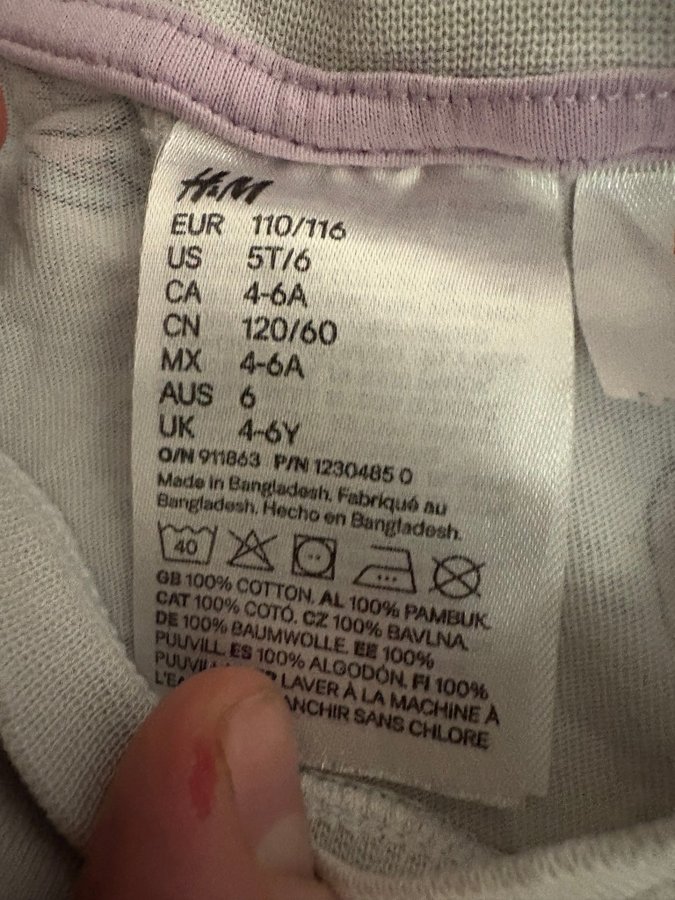 H&M
EUR 110/116
US 5T/6
CA 4-6A
CN 120/60
MX 4-6A
AUS 6
UK 4-6Y
O/N 911863 P/N 1230485 0
Made in Bangladesh. Fabriqué au
Bangladesh. Hecho en Bangladesh.
40
GB 100% COTTON. AL 100% PAMBUK.
CAT 100% COTÓ. CZ 100% BAVLNA.
DE 100% BAUMWOLLE. EE 100%
PUUVILL. ES 100% ALGODÓN. FI 100%
LAVER À LA MACHINE À
SANS CHLORE